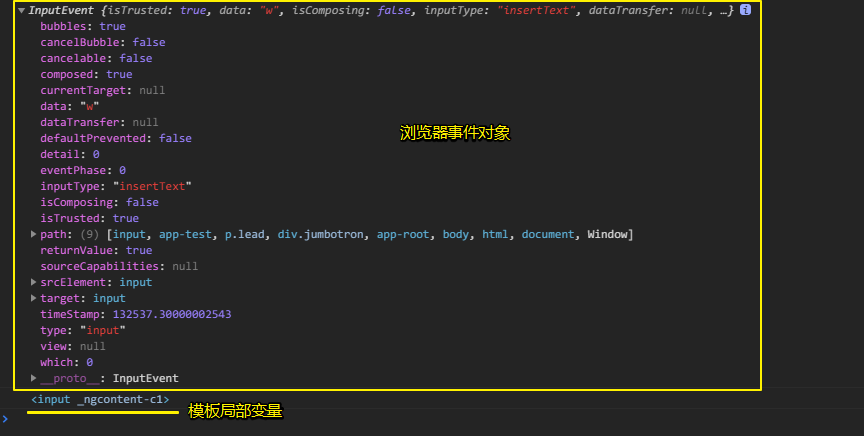 InputEvent {isTrusted: true, data: "w", isComposing: false, inputType: "insertText", dataTransfer: null, …} i
bubbles: true
cancelBubble: false
cancelable: false
composed: true
currentTarget: null
data: "w"
dataTransfer: null
浏览器事件对象
defaultPrevented: false
detail: 0
eventPhase: 0
inputType: "insertText"
isComposing: false
isTrusted: true
path: (9) [input, app-test, p.lead, div.jumbotron, app-root, body, html, document, Window]
returnValue: true
sourceCapabilities: null
srcElement: input
target: input
timeStamp: 132537.30000002543
type: "input"
view: null
which: 0
__proto__: InputEvent
<input _ngcontent-c1>
模板局部变量